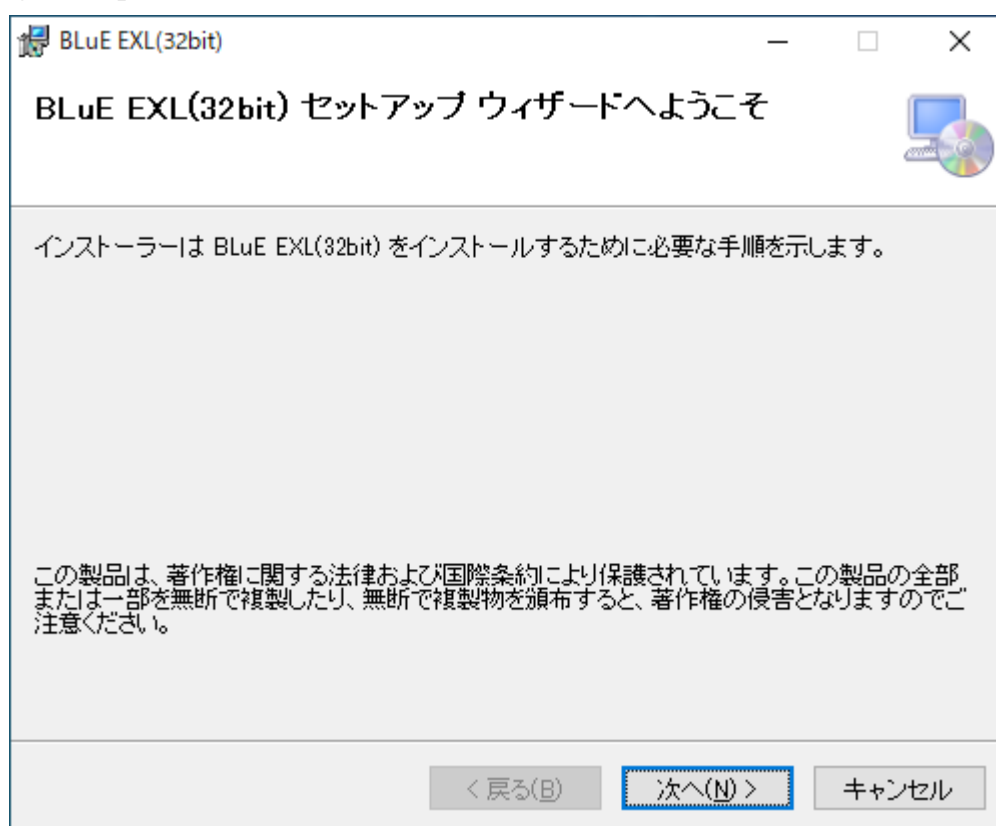 BLuE EXL(32bit)
BLuE EXL(32bit) セットアップ ウィザードへようこそ
インストーラーは BLuE EXL(32bit) をインストールするために必要な手順を示します。
この製品は、著作権に関する法律および国際条約により保護されています。この製品の全部
または一部を無断で複製したり、無断で複製物を頒布すると、著作権の侵害となりますのでご
注意ください。
< 戻る(B)
次へ(N) >
キャンセル